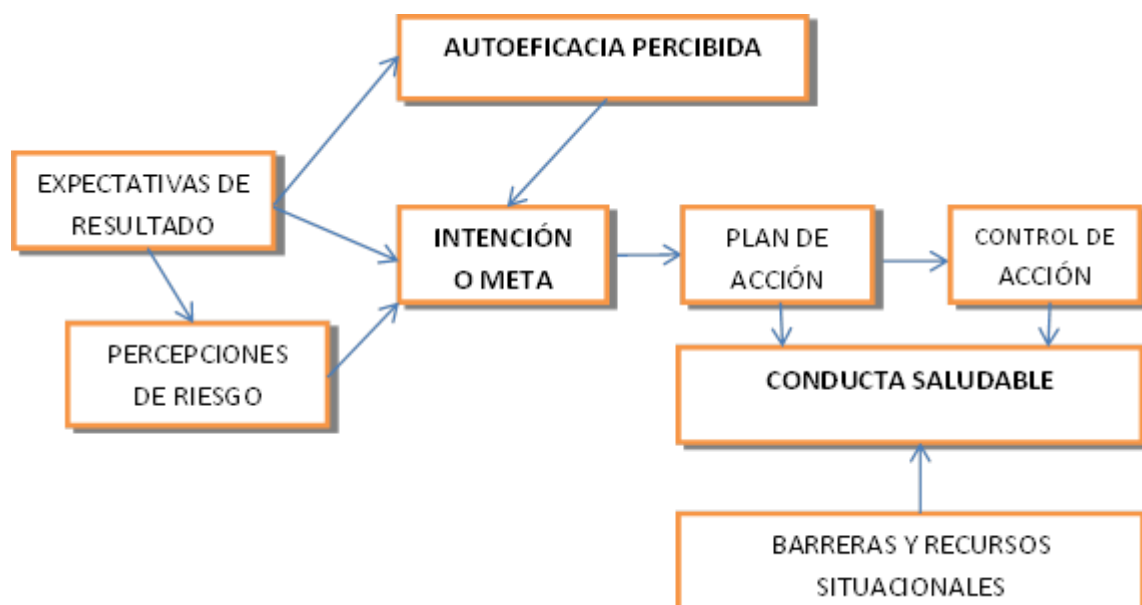 AUTOEFICACIA PERCIBIDA
EXPECTATIVAS DE
RESULTADO
INTENCIÓN
O META
PLAN DE
ACCIÓN
CONTROL DE
ACCIÓN
PERCEPCIONES
DE RIESGO
CONDUCTA SALUDABLE
BARRERAS Y RECURSOS
SITUACIONALES